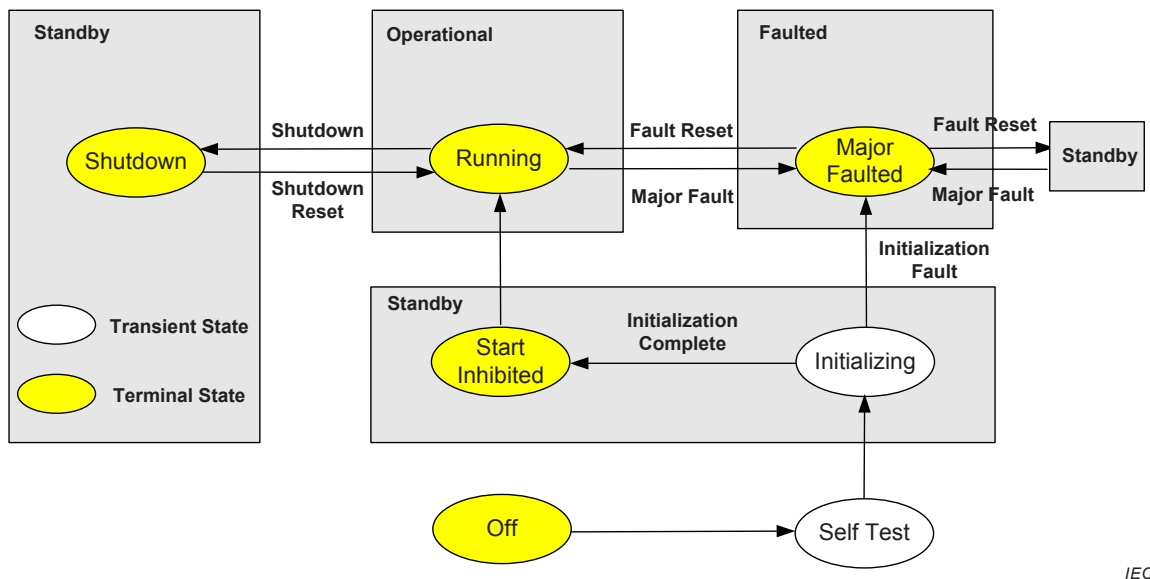 Standby
Operational
Faulted
Shutdown
Fault Reset
Fault Reset
Shutdown
Running
Major
Faulted
Standby
Shutdown
Reset
Major Fault
Major Fault
Initialization
Fault
Standby
Transient State
Initialization
Complete
Start
Inhibited
Initializing
Terminal State
Off
Self Test
IEC